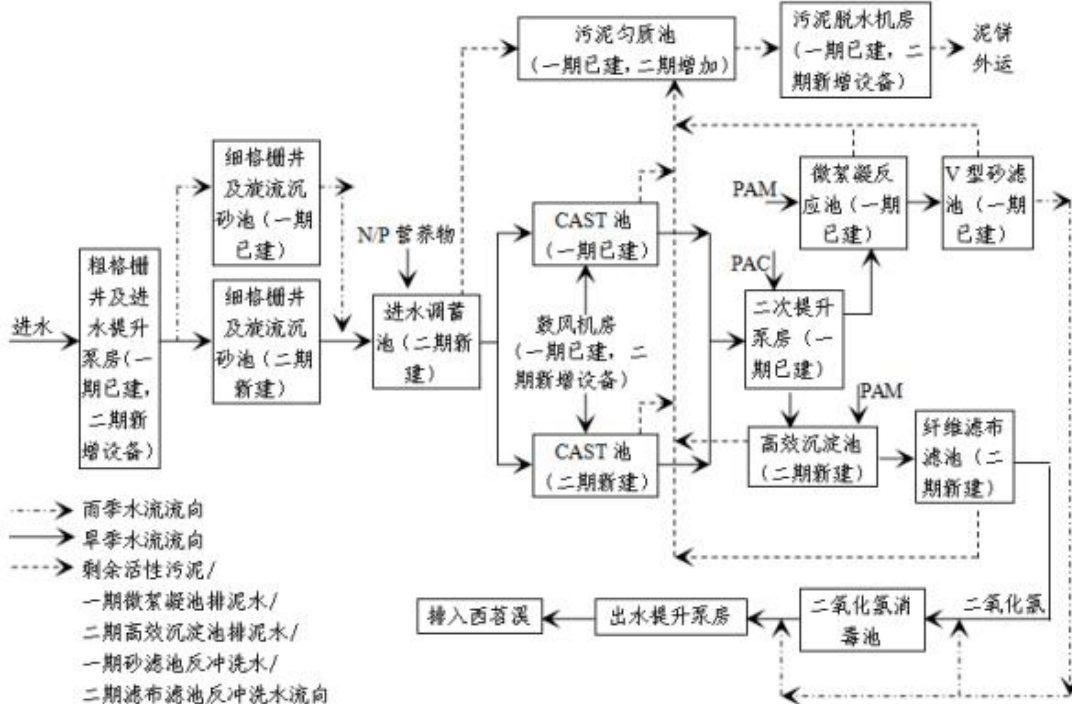 污泥匀质池
（一期已建，二期增加）
污泥脱水机房
（一期已建，二
期新增设备）
泥饼
外运
细格栅井
及旋流沉
砂池（一期
已建）
N/P 营养物
CAST 池
（一期已建）
PAM
微絮凝反
应池（一期
已建）
V 型砂滤
池（一期
已建）
进水
粗格栅
井及进
水提升
泵房(一
期已建,
二期新
增设备）
细格栅井
及旋流沉
砂池（二期
新建）
进水调蓄
池（二期新
建）
鼓风机房
（一期已建，二
期新增设备）
PAC
二次提升
泵房（一
期已建）
PAM
CAST 池
（二期新建）
高效沉淀池
（二期新建）
纤维滤布
滤池（二
期新建）
雨季水流流向
旱季水流流向
剩余活性污泥/
一期微絮凝池排泥水/
二期高效沉淀池排泥水/
一期砂滤池反冲洗水/
二期滤布滤池反冲洗水流向
排入西苕溪
出水提升泵房
二氧化氯消
毒池
二氧化氯